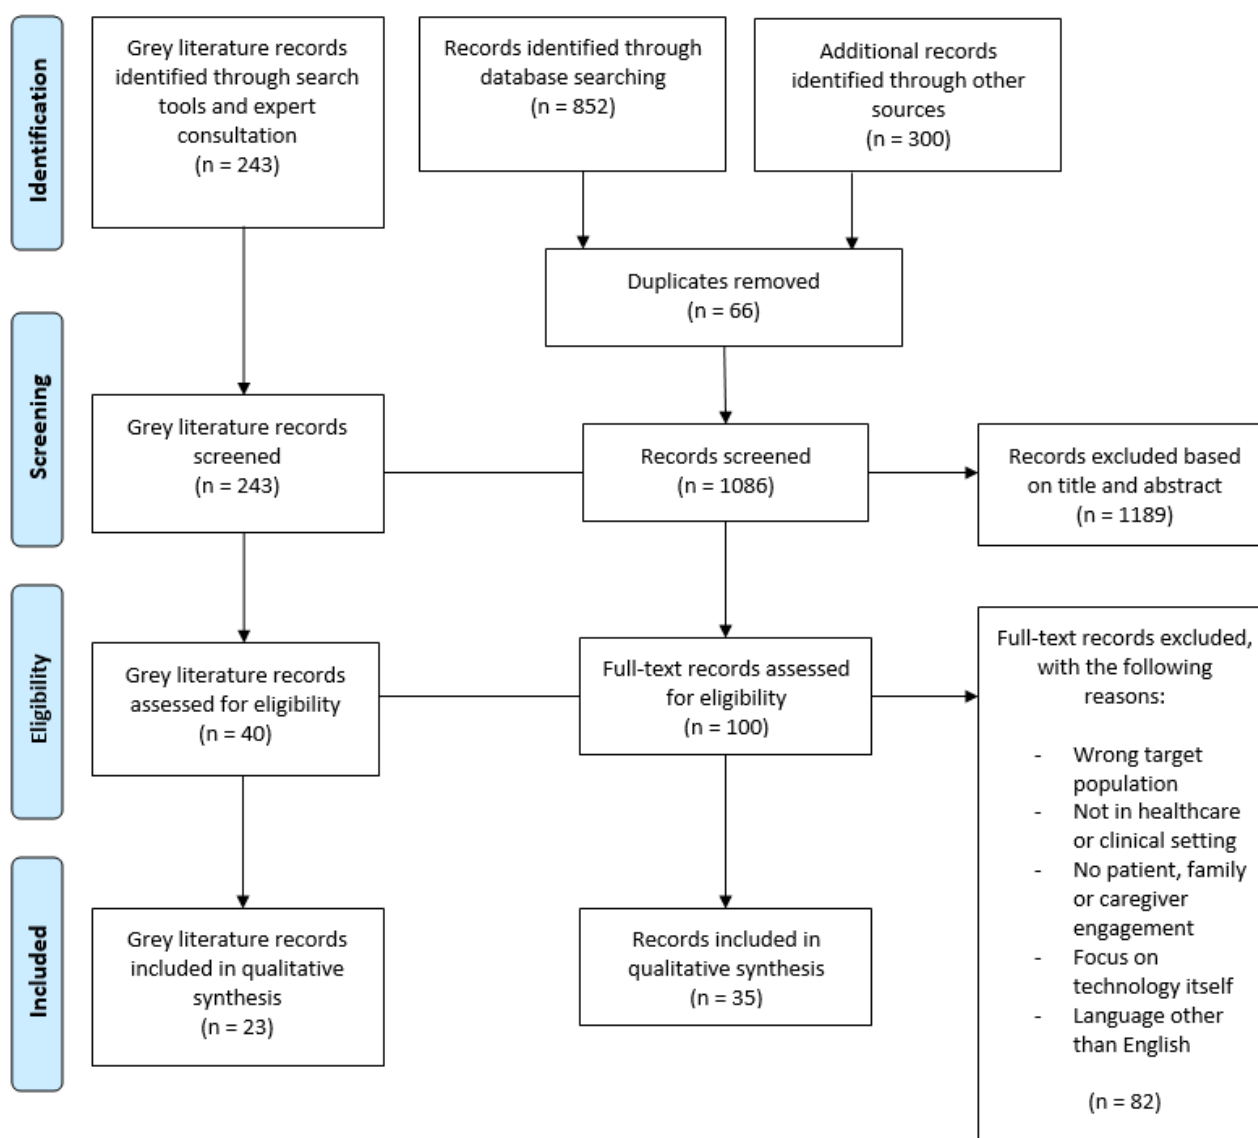 Identification
Grey literature records
identified through search
tools and expert
consultation
(n = 243)
Records identified through
database searching
(n = 852)
Additional records
identified through other
sources
(n = 300)
Duplicates removed
(n = 66)
Screening
Grey literature records
screened
(n = 243)
Records screened
(n = 1086)
Records excluded based
on title and abstract
(n = 1189)
Eligibility
Grey literature records
assessed for eligibility
(n = 40)
Full-text records assessed
for eligibility
(n = 100)
Full-text records excluded,
with the following
reasons:
- Wrong target
population
- Not in healthcare
or clinical setting
- No patient, family
or caregiver
engagement
- Focus on
technology itself
- Language other
than English
(n = 82)
Included
Grey literature records
included in qualitative
synthesis
(n = 23)
Records included in
qualitative synthesis
(n = 35)